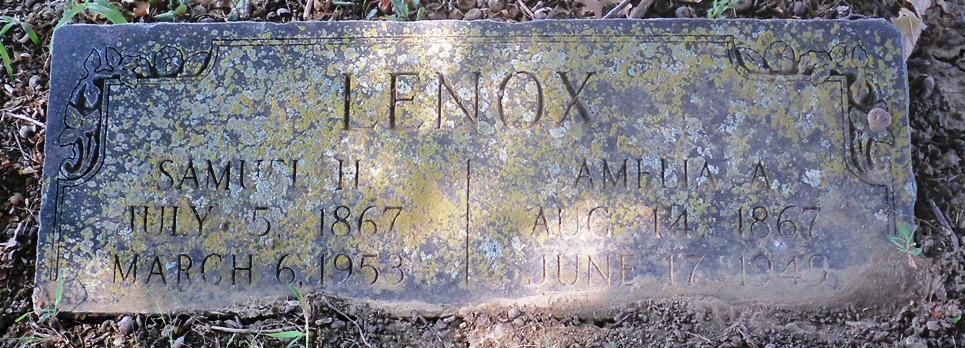 LENOX
SAMUEL H
JULY 5, 1867
MARCH 6, 1953
AMELIA A
AUG 14, 1867
JUNE 17, 1949